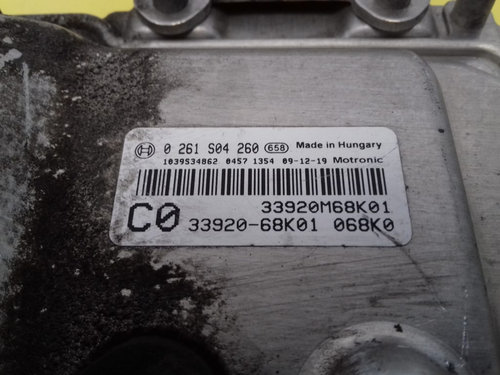 0 261 S04 260 658 Made in Hungary
1039S34862 0457 1354 09-12-19 Motronic
33920M68K01
C0 33920-68K01 068K0